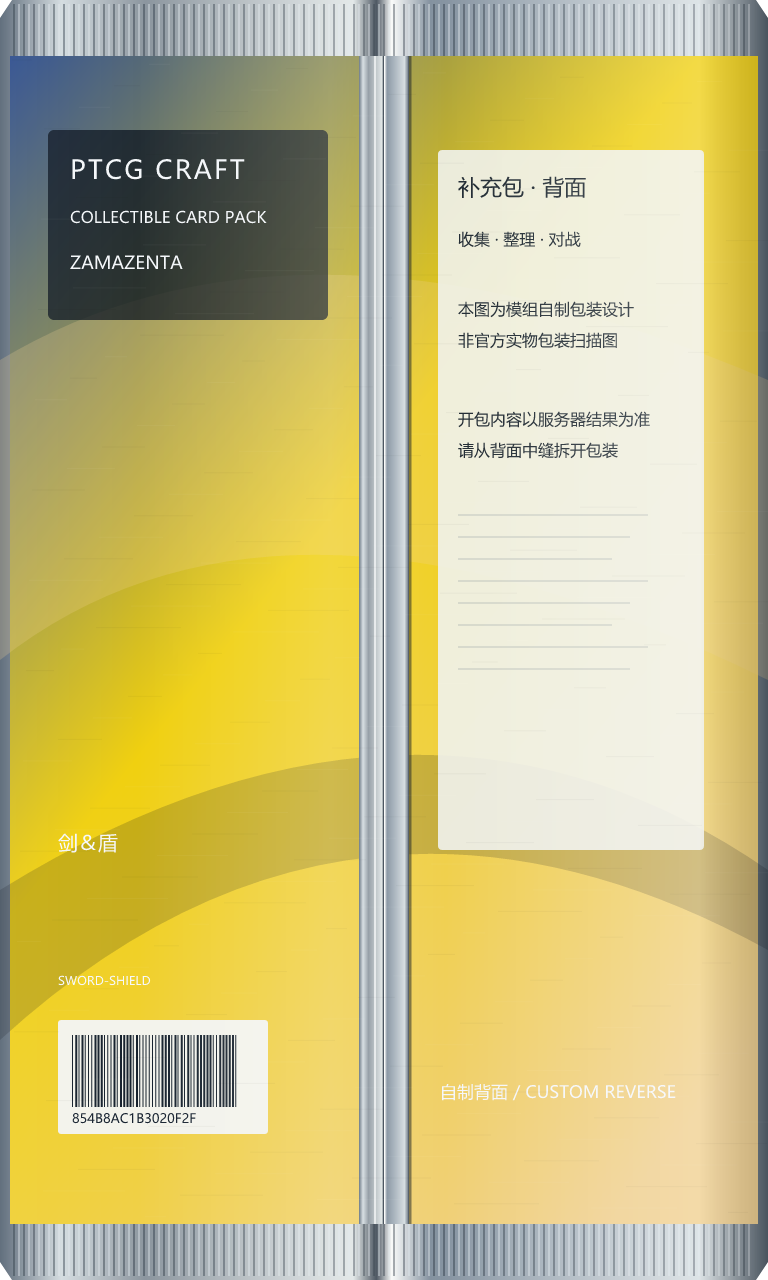 PTCG CRAFT
COLLECTIBLE CARD PACK
ZAMAZENTA
剑&盾
SWORD-SHIELD
854B8AC1B3020F2F
补充包 · 背面
收集 · 整理 · 对战
本图为模组自制包装设计
非官方实物包装扫描图
开包内容以服务器结果为准
请从背面中缝拆开包装
自制背面 / CUSTOM REVERSE